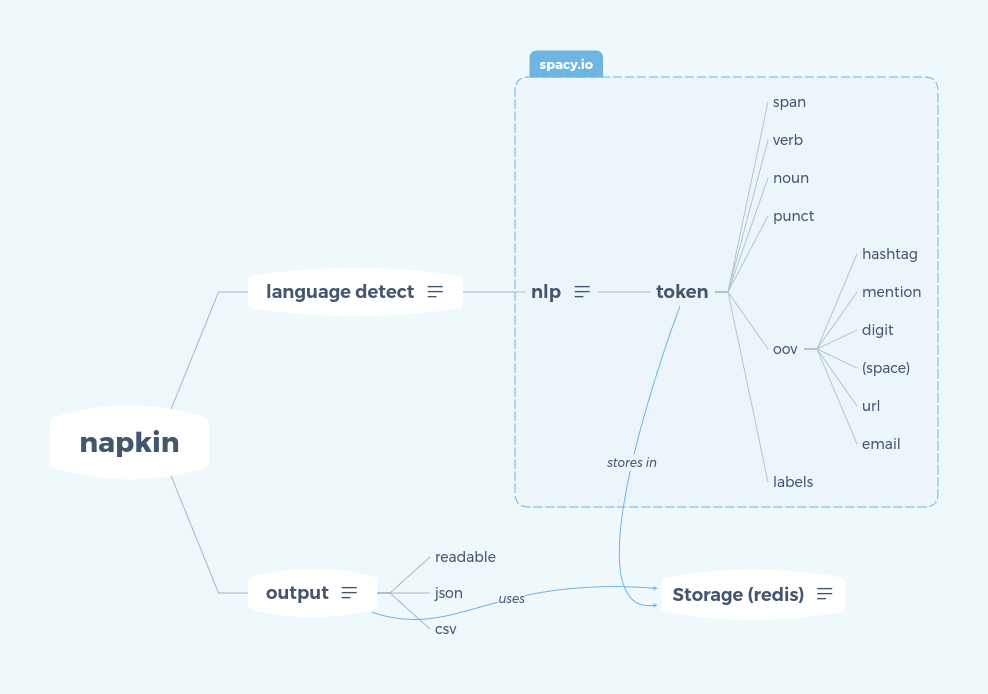 spacy.io
span
verb
noun
punct
hashtag
language detect
nlp
token
mention
digit
oov
(space)
url
napkin
email
stores in
labels
readable
output
json
uses
Storage (redis)
csv